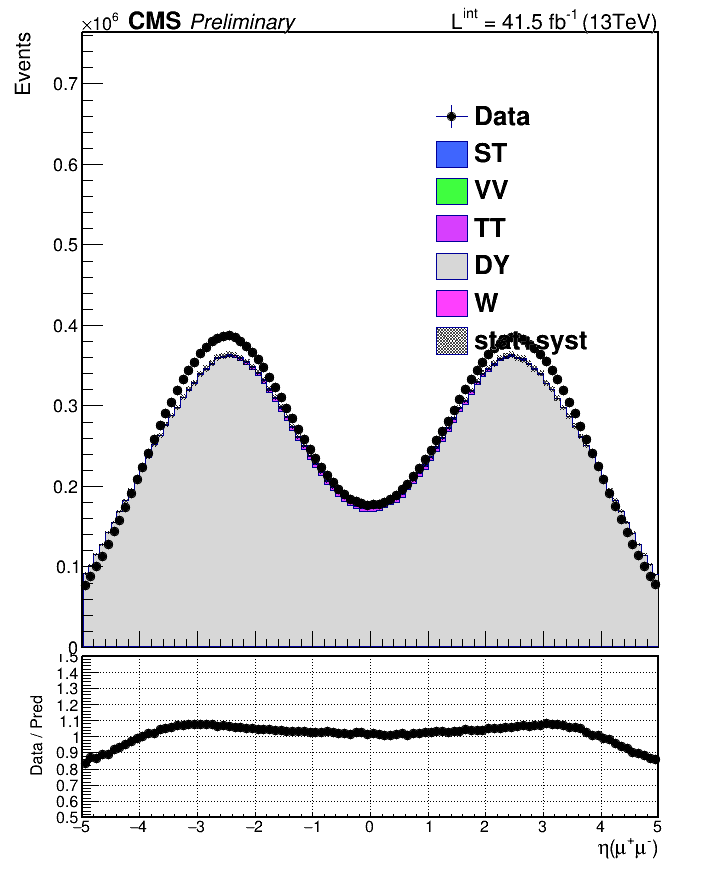 ×10⁶ CMS Preliminary L^int = 41.5 fb⁻¹ (13TeV)
Events
0.7
0.6
0.5
0.4
0.3
0.2
0.1
0
Data
ST
VV
TT
DY
W
stat+syst
Data / Pred
1.5
1.4
1.3
1.2
1.1
1
0.9
0.8
0.7
0.6
0.5
−5 −4 −3 −2 −1 0 1 2 3 4 5
η(μ⁺μ⁻)